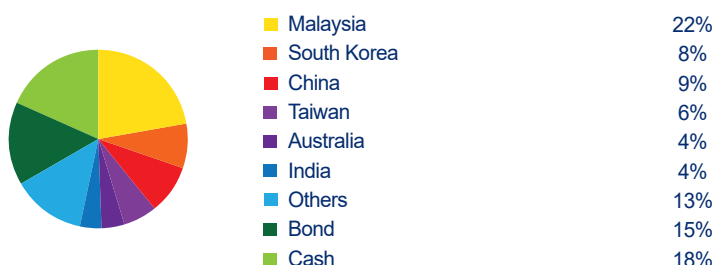 Malaysia 22%
South Korea 8%
China 9%
Taiwan 6%
Australia 4%
India 4%
Others 13%
Bond 15%
Cash 18%